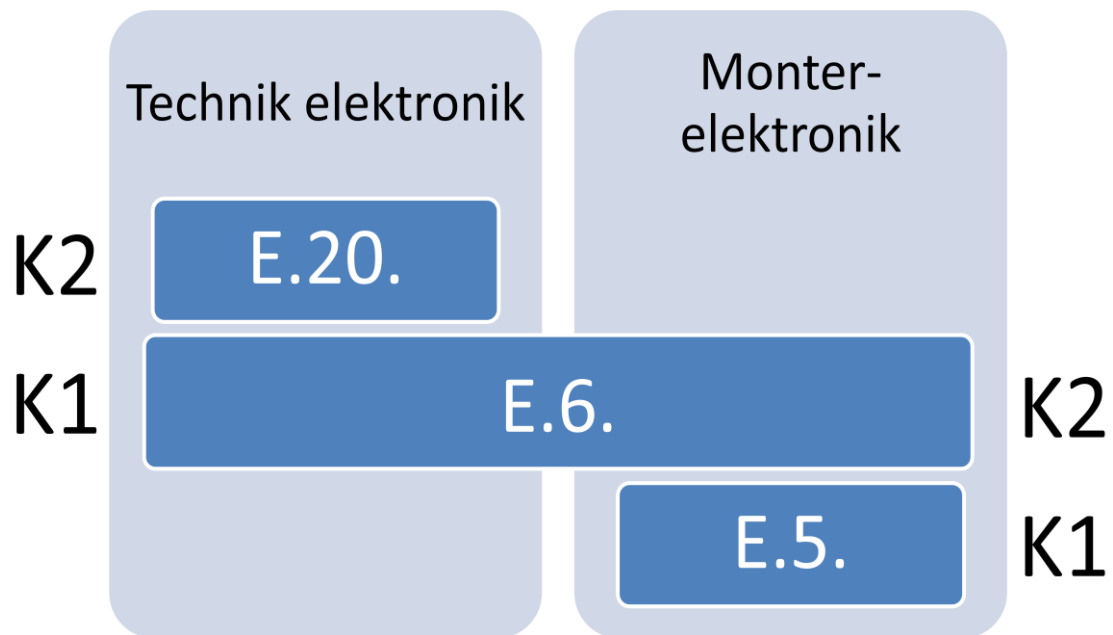 Technik elektronik
Monter-
elektronik
K2
E.20.
K1
E.6.
K2
E.5.
K1